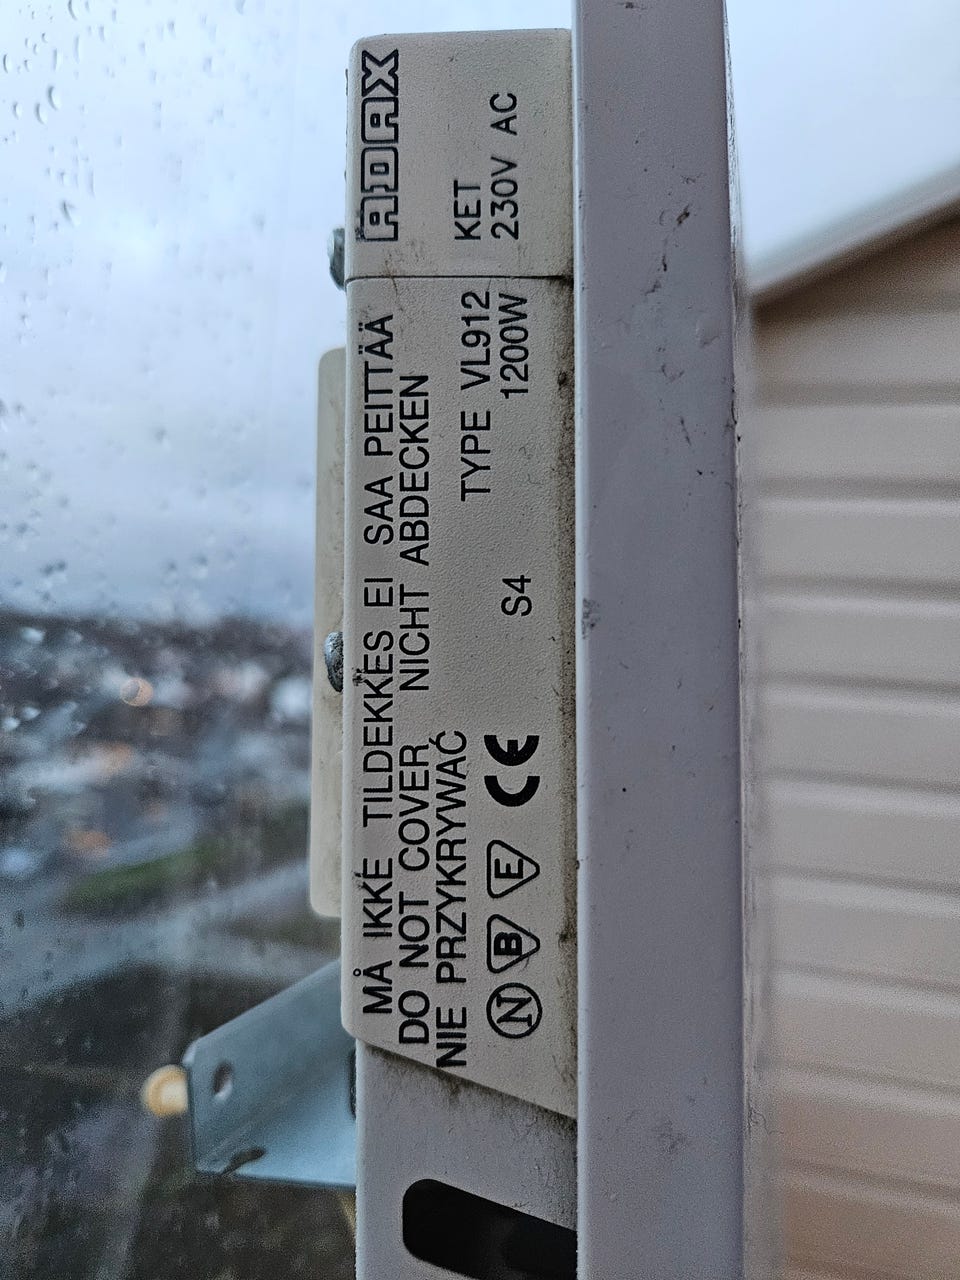 ADAX
KET
230V AC
MÅ IKKE TILDEKKES EI SAA PEITTÄÄ
DO NOT COVER NICHT ABDECKEN
NIE PRZYKRYWAĆ TYPE VL912
N B E CE S4 1200W